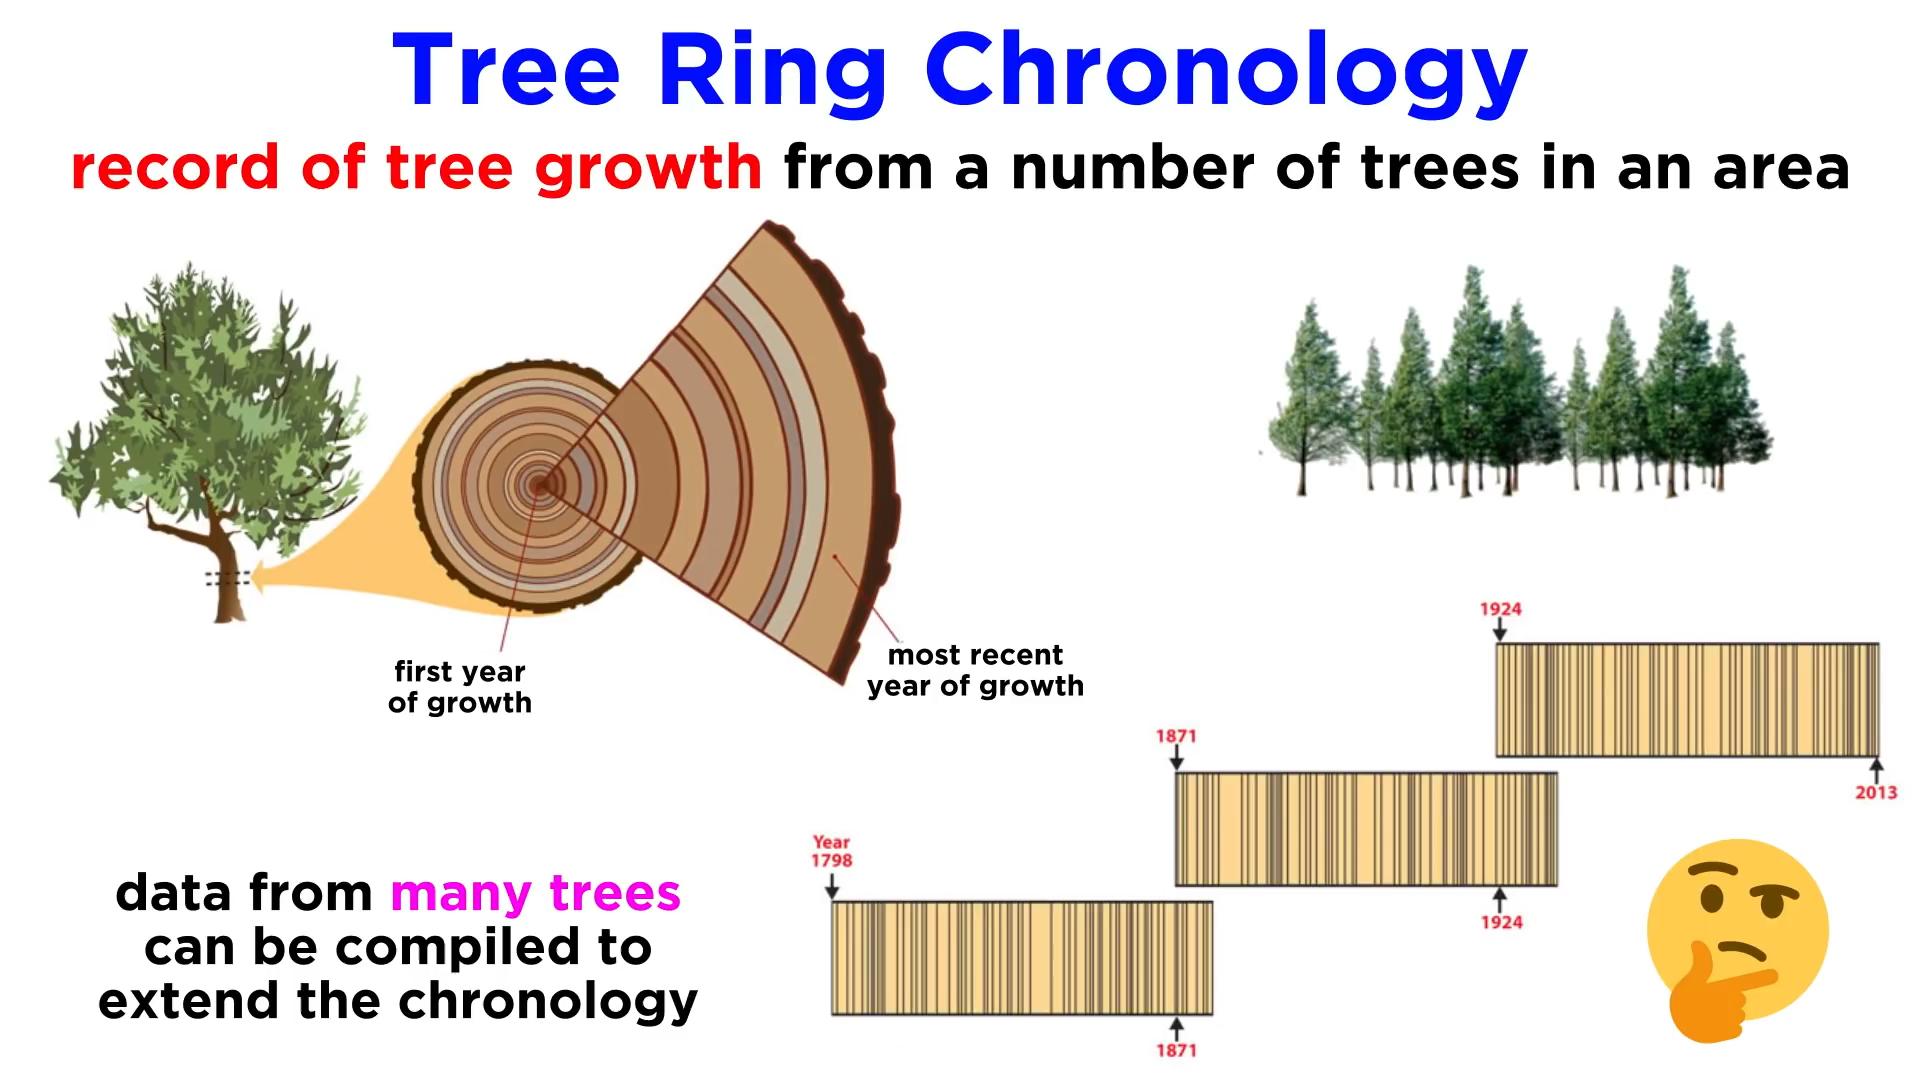 Tree Ring Chronology
record of tree growth from a number of trees in an area
first year
of growth
most recent
year of growth
1924
2013
1871
1924
Year
1798
1871
data from many trees
can be compiled to
extend the chronology